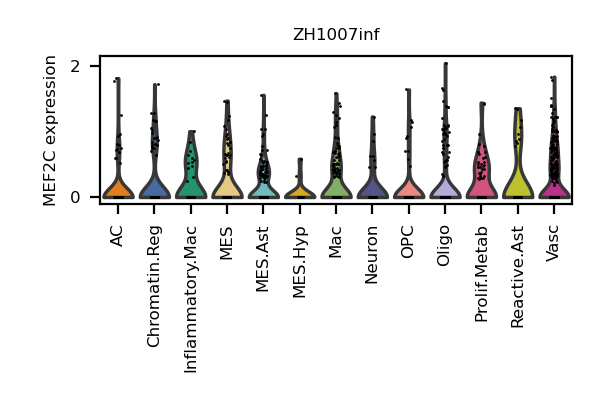 ZH1007inf
MEF2C expression
2
0
AC
Chromatin.Reg
Inflammatory.Mac
MES
MES.Ast
MES.Hyp
Mac
Neuron
OPC
Oligo
Prolif.Metab
Reactive.Ast
Vasc